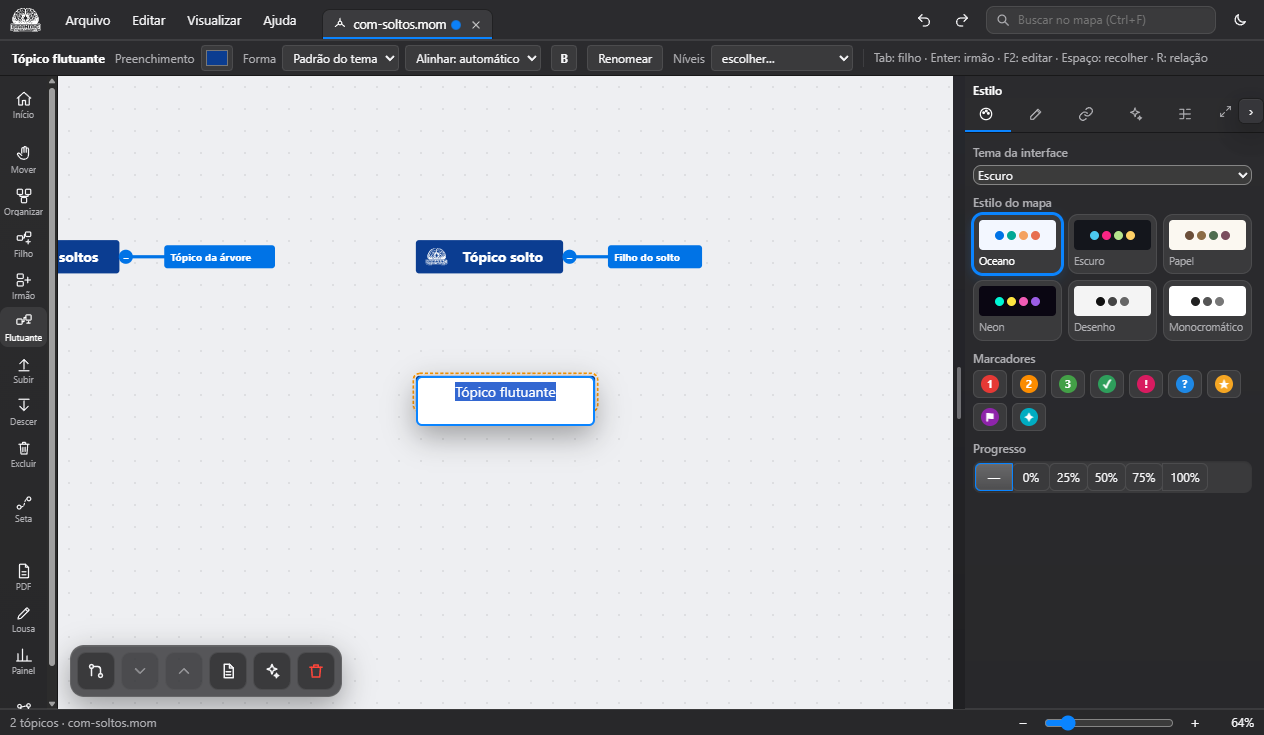 Arquivo Editar Visualizar Ajuda com-soltos.mom Buscar no mapa (Ctrl+F)
Tópico flutuante Preenchimento Forma Padrão do tema Alinhar: automático B Renomear Níveis escolher... Tab: filho · Enter: irmão · F2: editar · Espaço: recolher · R: relação
Início
Mover
Organizar
Filho
Irmão
Flutuante
Subir
Descer
Excluir
Seta
PDF
Lousa
Painel
soltos Tópico da árvore Tópico solto Filho do solto
Tópico flutuante
Estilo
Tema da interface
Escuro
Estilo do mapa
Oceano Escuro Papel
Neon Desenho Monocromático
Marcadores
1 2 3 ! ?
Progresso
— 0% 25% 50% 75% 100%
2 tópicos · com-soltos.mom 64%